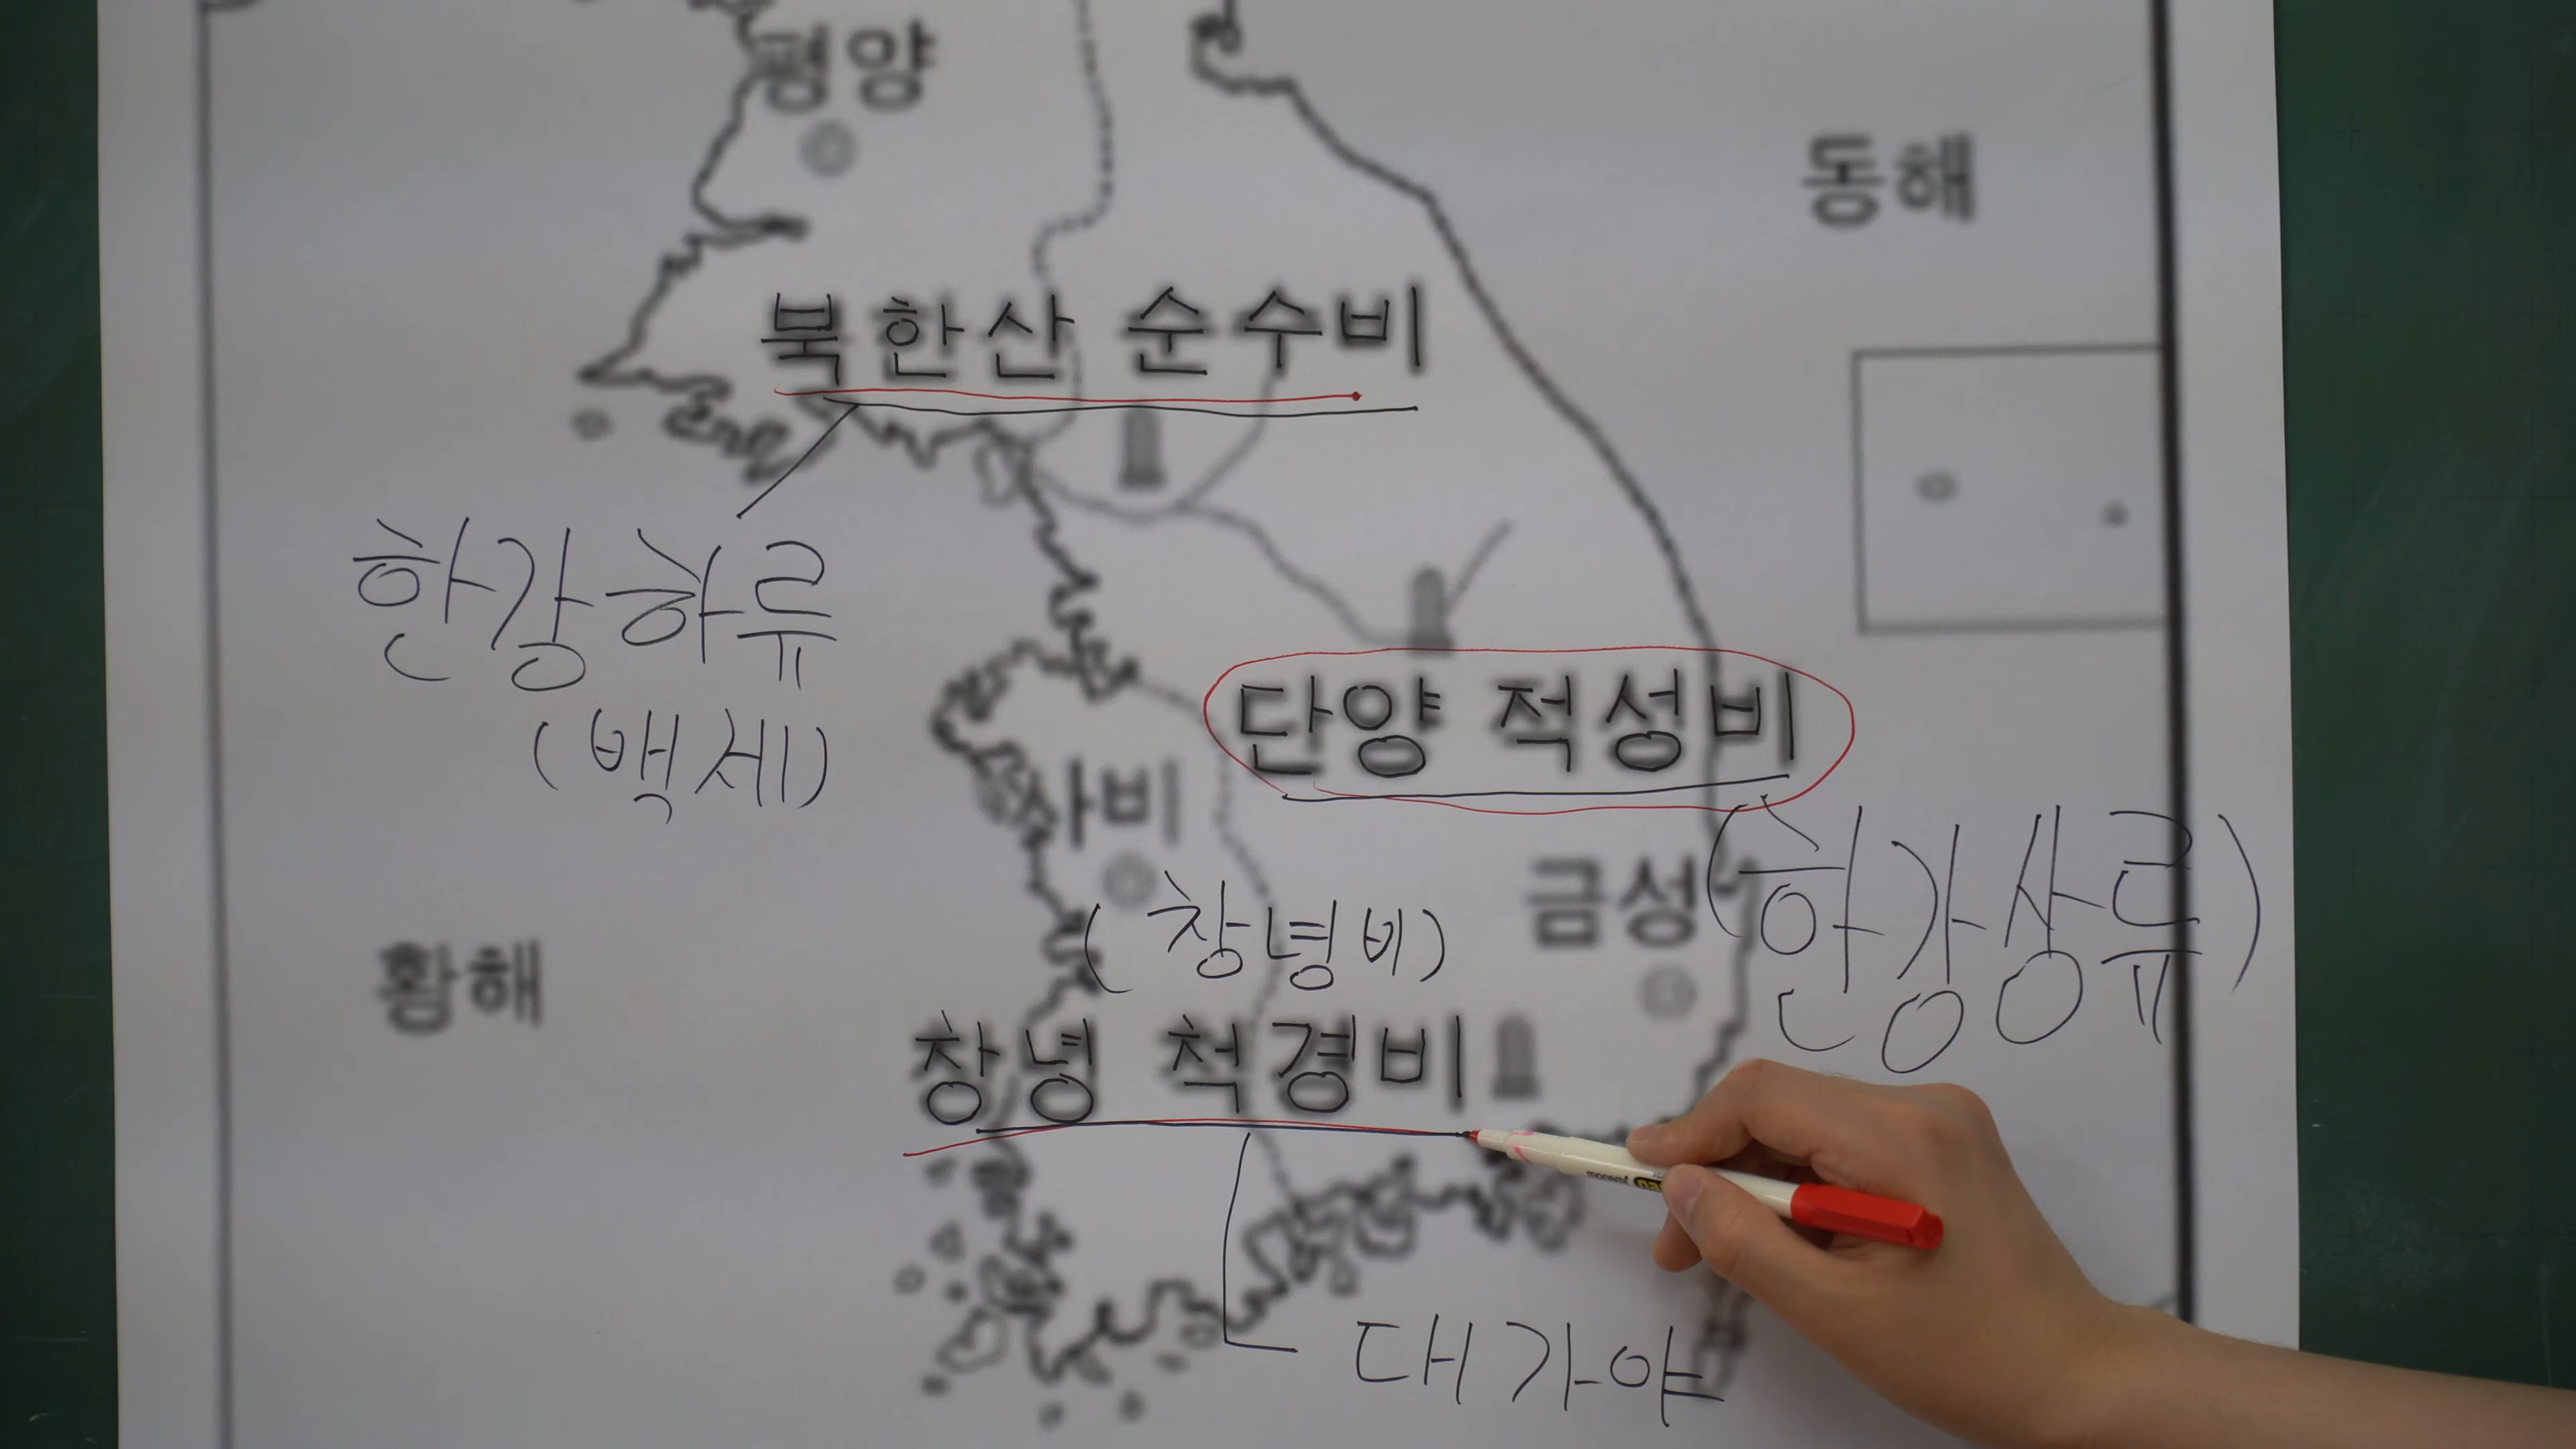 평양
동해
북한산 순수비
한강하류
(백제)
단양 적성비
사비
(한강상류)
금성
(창녕비)
황해
창녕 척경비
monami
대가야